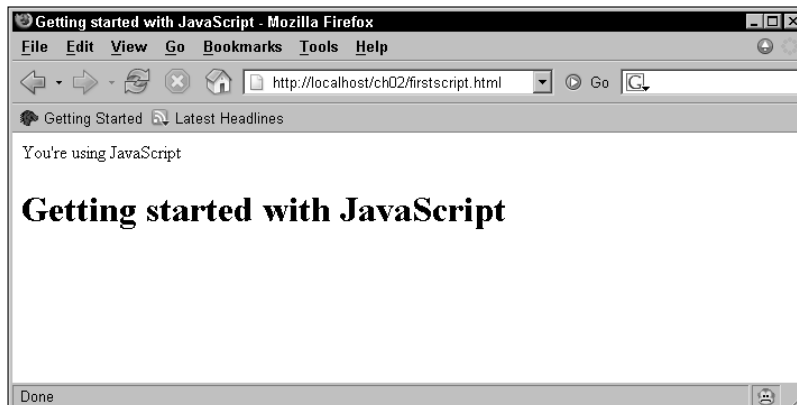 Getting started with JavaScript - Mozilla Firefox
File Edit View Go Bookmarks Tools Help
http://localhost/ch02/firstscript.html Go G
Getting Started Latest Headlines
You're using JavaScript
Getting started with JavaScript
Done